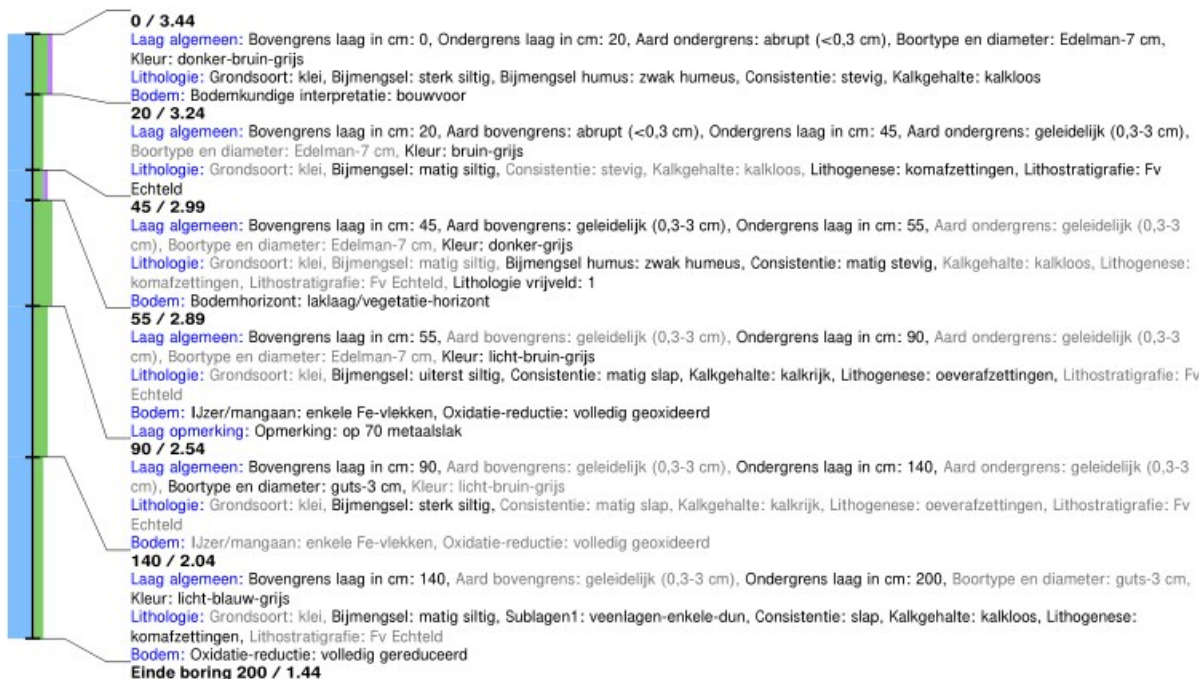 0 / 3.44
Laag algemeen: Bovengrens laag in cm: 0, Ondergrens laag in cm: 20, Aard ondergrens: abrupt (<0,3 cm), Boortype en diameter: Edelman-7 cm,
Kleur: donker-bruin-grijs
Lithologie: Grondsoort: klei, Bijmengsel: sterk siltig, Bijmengsel humus: zwak humeus, Consistentie: stevig, Kalkgehalte: kalkloos
Bodem: Bodemkundige interpretatie: bouwvoor
20 / 3.24
Laag algemeen: Bovengrens laag in cm: 20, Aard bovengrens: abrupt (<0,3 cm), Ondergrens laag in cm: 45, Aard ondergrens: geleidelijk (0,3-3 cm),
Boortype en diameter: Edelman-7 cm, Kleur: bruin-grijs
Lithologie: Grondsoort: klei, Bijmengsel: matig siltig, Consistentie: stevig, Kalkgehalte: kalkloos, Lithogenese: komafzettingen, Lithostratigrafie: Fv
Echteld
45 / 2.99
Laag algemeen: Bovengrens laag in cm: 45, Aard bovengrens: geleidelijk (0,3-3 cm), Ondergrens laag in cm: 55, Aard ondergrens: geleidelijk (0,3-3
cm), Boortype en diameter: Edelman-7 cm, Kleur: donker-grijs
Lithologie: Grondsoort: klei, Bijmengsel: matig siltig, Bijmengsel humus: zwak humeus, Consistentie: matig stevig, Kalkgehalte: kalkloos, Lithogenese:
komafzettingen, Lithostratigrafie: Fv Echteld, Lithologie vrijveld: 1
Bodem: Bodemhorizont: laklaag/vegetatie-horizont
55 / 2.89
Laag algemeen: Bovengrens laag in cm: 55, Aard bovengrens: geleidelijk (0,3-3 cm), Ondergrens laag in cm: 90, Aard ondergrens: geleidelijk (0,3-3
cm), Boortype en diameter: Edelman-7 cm, Kleur: licht-bruin-grijs
Lithologie: Grondsoort: klei, Bijmengsel: uiterst siltig, Consistentie: matig slap, Kalkgehalte: kalkrijk, Lithogenese: oeverafzettingen, Lithostratigrafie: Fv
Echteld
Bodem: IJzer/mangaan: enkele Fe-vlekken, Oxidatie-reductie: volledig geoxideerd
Laag opmerking: Opmerking: op 70 metaalslak
90 / 2.54
Laag algemeen: Bovengrens laag in cm: 90, Aard bovengrens: geleidelijk (0,3-3 cm), Ondergrens laag in cm: 140, Aard ondergrens: geleidelijk (0,3-3
cm), Boortype en diameter: guts-3 cm, Kleur: licht-bruin-grijs
Lithologie: Grondsoort: klei, Bijmengsel: sterk siltig, Consistentie: matig slap, Kalkgehalte: kalkrijk, Lithogenese: oeverafzettingen, Lithostratigrafie: Fv
Echteld
Bodem: IJzer/mangaan: enkele Fe-vlekken, Oxidatie-reductie: volledig geoxideerd
140 / 2.04
Laag algemeen: Bovengrens laag in cm: 140, Aard bovengrens: geleidelijk (0,3-3 cm), Ondergrens laag in cm: 200, Boortype en diameter: guts-3 cm,
Kleur: licht-blauw-grijs
Lithologie: Grondsoort: klei, Bijmengsel: matig siltig, Sublagen1: veenlagen-enkele-dun, Consistentie: slap, Kalkgehalte: kalkloos, Lithogenese:
komafzettingen, Lithostratigrafie: Fv Echteld
Bodem: Oxidatie-reductie: volledig gereduceerd
Einde boring 200 / 1.44